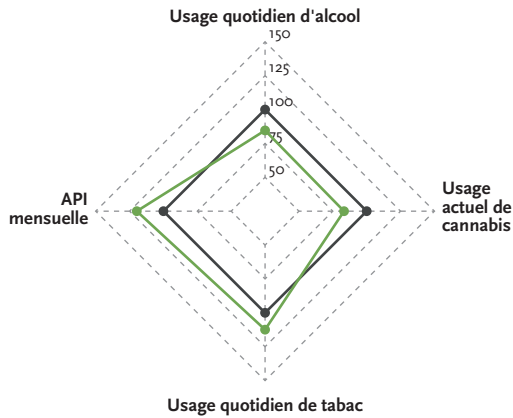 Usage quotidien d'alcool
150
125
100
75
50
API
mensuelle
Usage
actuel de
cannabis
Usage quotidien de tabac